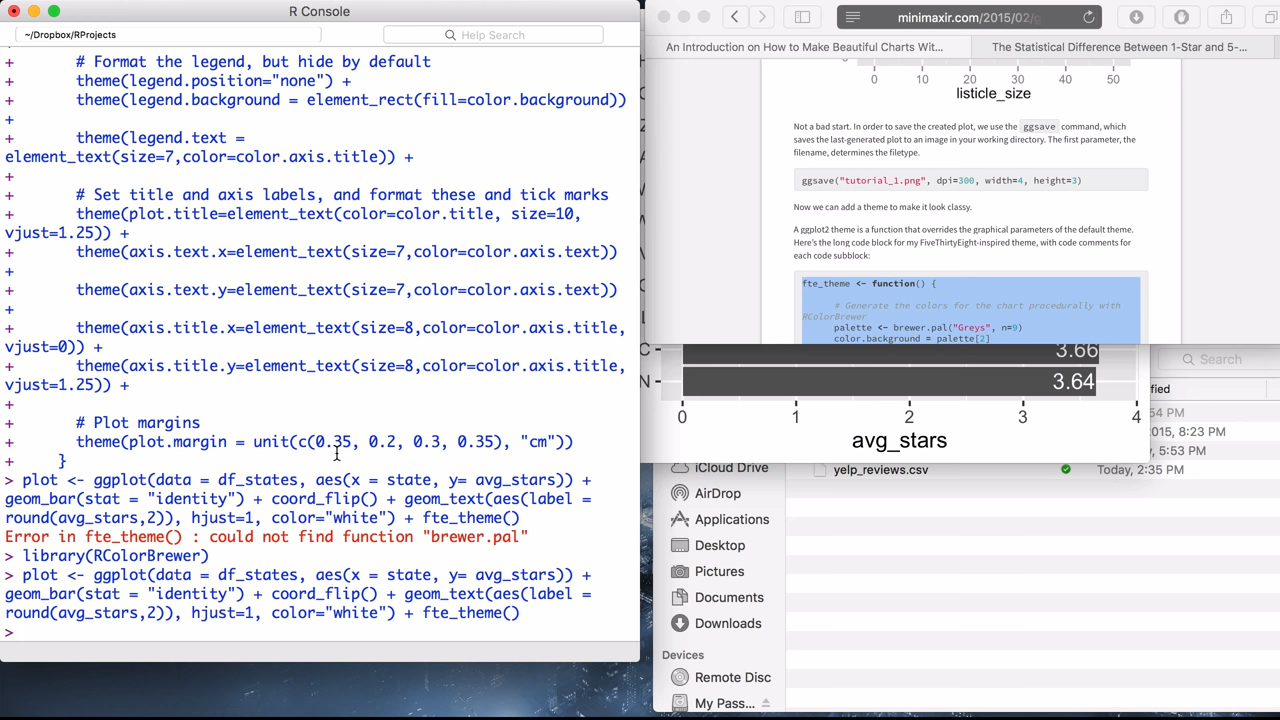 R Console
~/Dropbox/RProjects
Help Search
+       # Format the legend, but hide by default
+       theme(legend.position="none") +
+       theme(legend.background = element_rect(fill=color.background))
+
+       theme(legend.text =
element_text(size=7,color=color.axis.title)) +
+
+       # Set title and axis labels, and format these and tick marks
+       theme(plot.title=element_text(color=color.title, size=10,
vjust=1.25)) +
+       theme(axis.text.x=element_text(size=7,color=color.axis.text))
+
+       theme(axis.text.y=element_text(size=7,color=color.axis.text))
+
+       theme(axis.title.x=element_text(size=8,color=color.axis.title,
vjust=0)) +
+       theme(axis.title.y=element_text(size=8,color=color.axis.title,
vjust=1.25)) +
+
+       # Plot margins
+       theme(plot.margin = unit(c(0.35, 0.2, 0.3, 0.35), "cm"))
+     }
> plot <- ggplot(data = df_states, aes(x = state, y= avg_stars)) +
geom_bar(stat = "identity") + coord_flip() + geom_text(aes(label =
round(avg_stars,2)), hjust=1, color="white") + fte_theme()
Error in fte_theme() : could not find function "brewer.pal"
> library(RColorBrewer)
> plot <- ggplot(data = df_states, aes(x = state, y= avg_stars)) +
geom_bar(stat = "identity") + coord_flip() + geom_text(aes(label =
round(avg_stars,2)), hjust=1, color="white") + fte_theme()
>
minimaxir.com/2015/02/
An Introduction on How to Make Beautiful Charts Wit...
The Statistical Difference Between 1-Star and 5-...
0 10 20 30 40 50
listicle_size
Not a bad start. In order to save the created plot, we use the ggsave command, which
saves the last-generated plot to an image in your working directory. The first parameter, the
filename, determines the filetype.
ggsave("tutorial_1.png", dpi=300, width=4, height=3)
Now we can add a theme to make it look classy.
A ggplot2 theme is a function that overrides the graphical parameters of the default theme.
Here's the long code block for my FiveThirtyEight-inspired theme, with code comments for
each code subblock:
fte_theme <- function() {
# Generate the colors for the chart procedurally with
RColorBrewer
palette <- brewer.pal("Greys", n=9)
color.background = palette[2]
3.66
N 3.64
0 1 2 3 4
avg_stars
Search
fied
54 PM
015, 8:23 PM
y, 5:53 PM
iCloud Drive
yelp_reviews.csv
Today, 2:35 PM
AirDrop
Applications
Desktop
Pictures
Documents
Downloads
Devices
Remote Disc
My Pass...